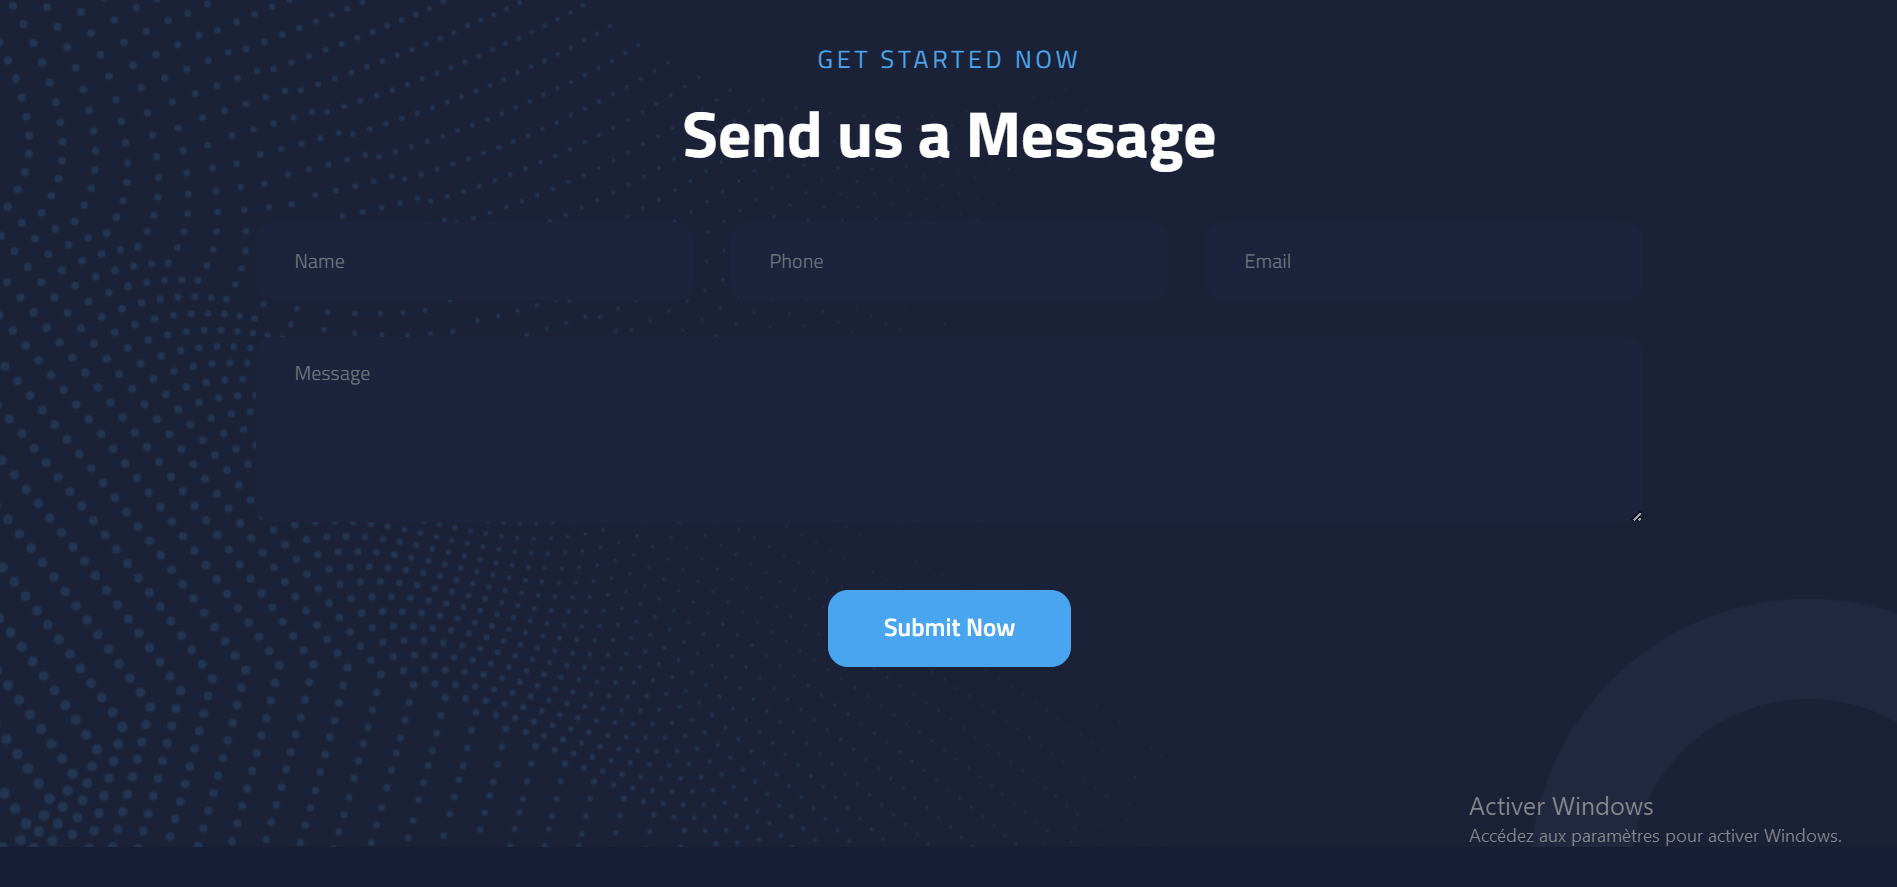 GET STARTED NOW
Send us a Message
Name
Phone
Email
Message
Submit Now
Activer Windows
Accédez aux paramètres pour activer Windows.